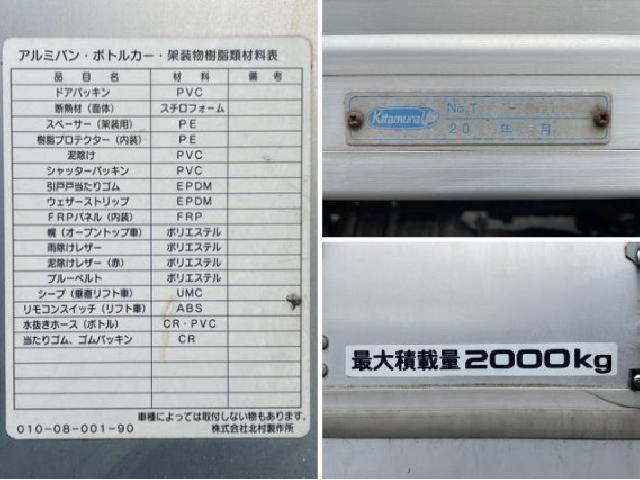 アルミバン・ボトルカー・架装物樹脂類材料表
品 目 名 材 料 備 考
ドアパッキン PVC
断熱材（面体） スチロフォーム
スペーサー（架装用） PE
樹脂プロテクター（内装） PE
泥除け PVC
シャッターパッキン PVC
引戸戸当たりゴム EPDM
ウェザーストリップ EPDM
FRPパネル（内装） FRP
幌（オープントップ車） ポリエステル
雨除けレザー ポリエステル
泥除けレザー（赤） ポリエステル
ブルーベルト ポリエステル
シーブ（垂直リフト車） UMC
リモコンスイッチ（リフト車） ABS
水抜きホース（ボトル） CR・PVC
当たりゴム、ゴムパッキン CR
車種によっては取付しない物もあります。
010-08-001-90 株式会社北村製作所
Kitamura No.T
20 年 月
最大積載量2000kg